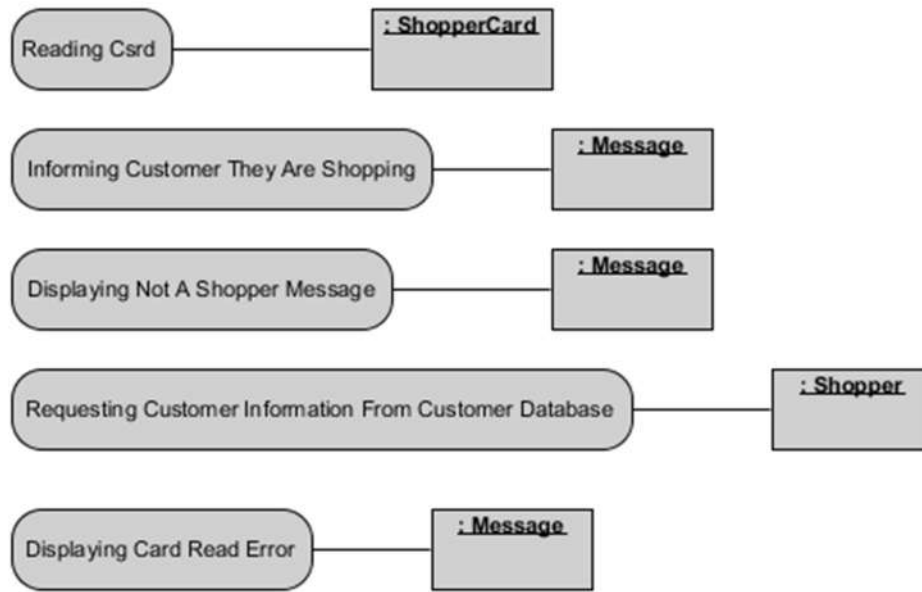 Reading Csrd
: ShopperCard
Informing Customer They Are Shopping
: Message
Displaying Not A Shopper Message
: Message
Requesting Customer Information From Customer Database
: Shopper
Displaying Card Read Error
: Message